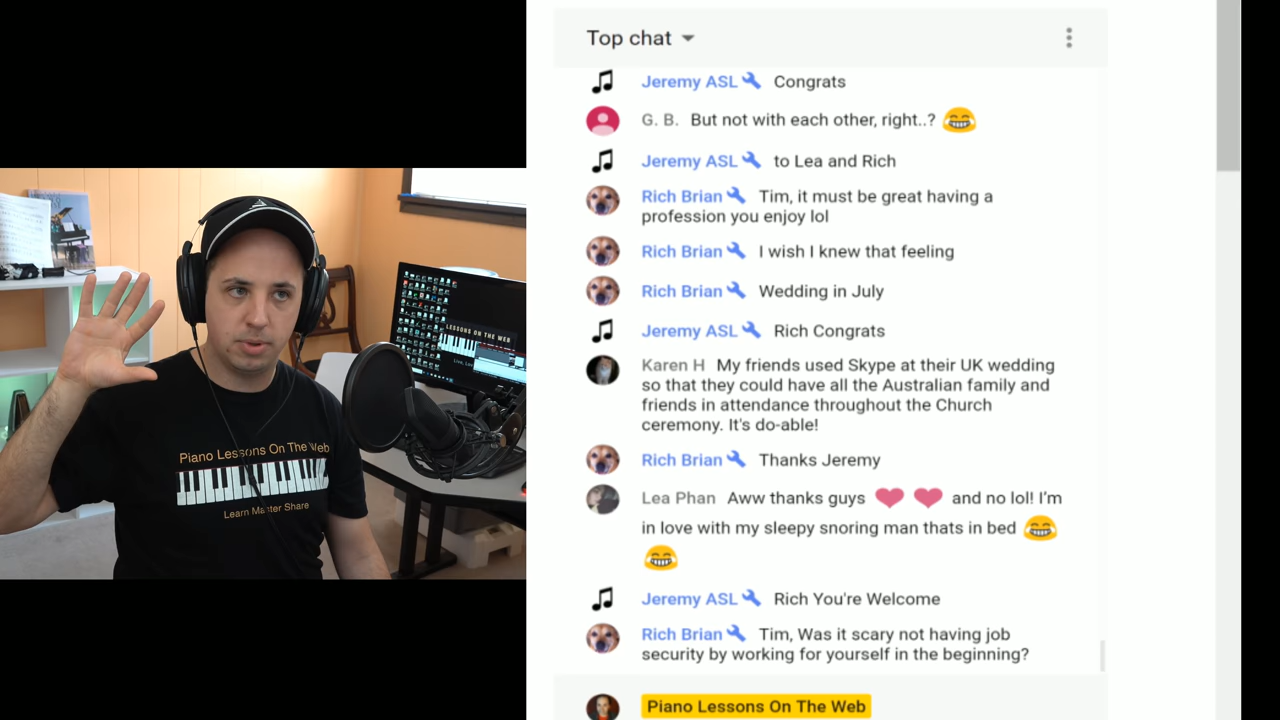 Top chat
Jeremy ASL Congrats
G. B. But not with each other, right..? 😂
Jeremy ASL to Lea and Rich
Rich Brian Tim, it must be great having a
profession you enjoy lol
Rich Brian I wish I knew that feeling
Rich Brian Wedding in July
Jeremy ASL Rich Congrats
Karen H My friends used Skype at their UK wedding
so that they could have all the Australian family and
friends in attendance throughout the Church
ceremony. It's do-able!
Rich Brian Thanks Jeremy
Lea Phan Aww thanks guys ❤️ ❤️ and no lol! I'm
in love with my sleepy snoring man thats in bed 😂
😂
Jeremy ASL Rich You're Welcome
Rich Brian Tim, Was it scary not having job
security by working for yourself in the beginning?
Piano Lessons On The Web
Piano Lessons On The Web
Learn Master Share
LESSONS ON THE WEB